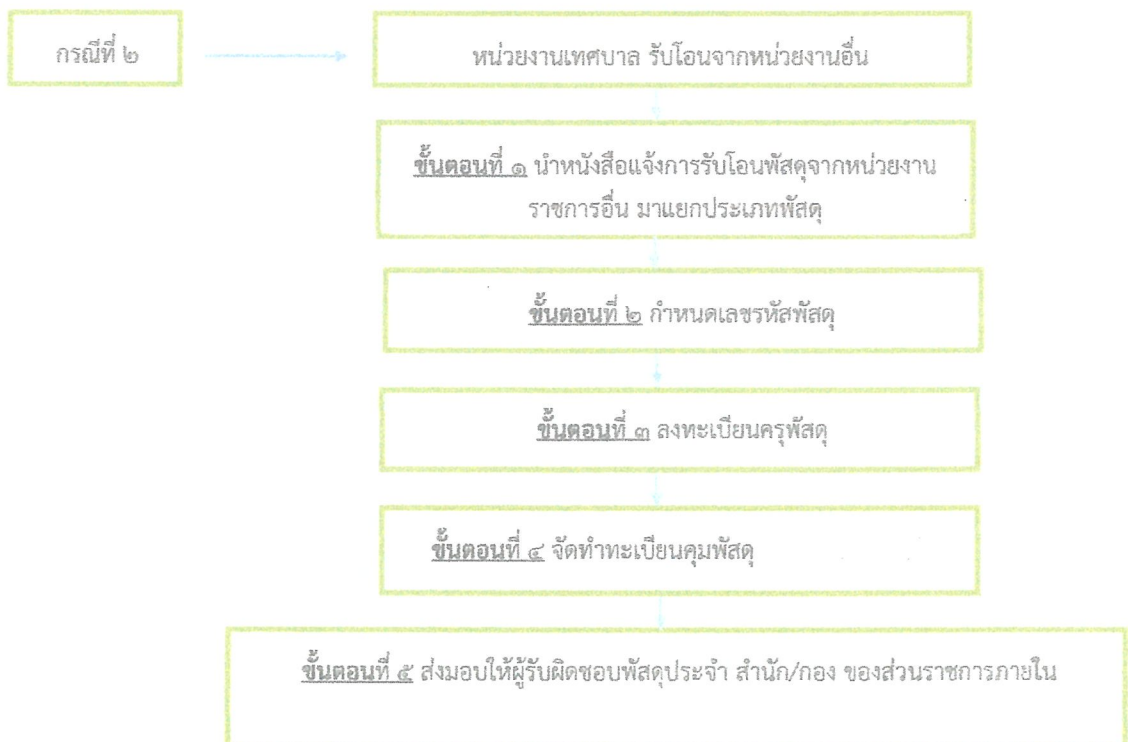 กรณีที่ ๒
หน่วยงานเทศบาล รับโอนจากหน่วยงานอื่น
ขั้นตอนที่ ๑ นำหนังสือแจ้งการรับโอนพัสดุจากหน่วยงาน
ราชการอื่น มาแยกประเภทพัสดุ
ขั้นตอนที่ ๒ กำหนดเลขรหัสพัสดุ
ขั้นตอนที่ ๓ ลงทะเบียนครุพัสดุ
ขั้นตอนที่ ๔ จัดทำทะเบียนคุมพัสดุ
ขั้นตอนที่ ๕ ส่งมอบให้ผู้รับผิดชอบพัสดุประจำ สำนัก/กอง ของส่วนราชการภายใน